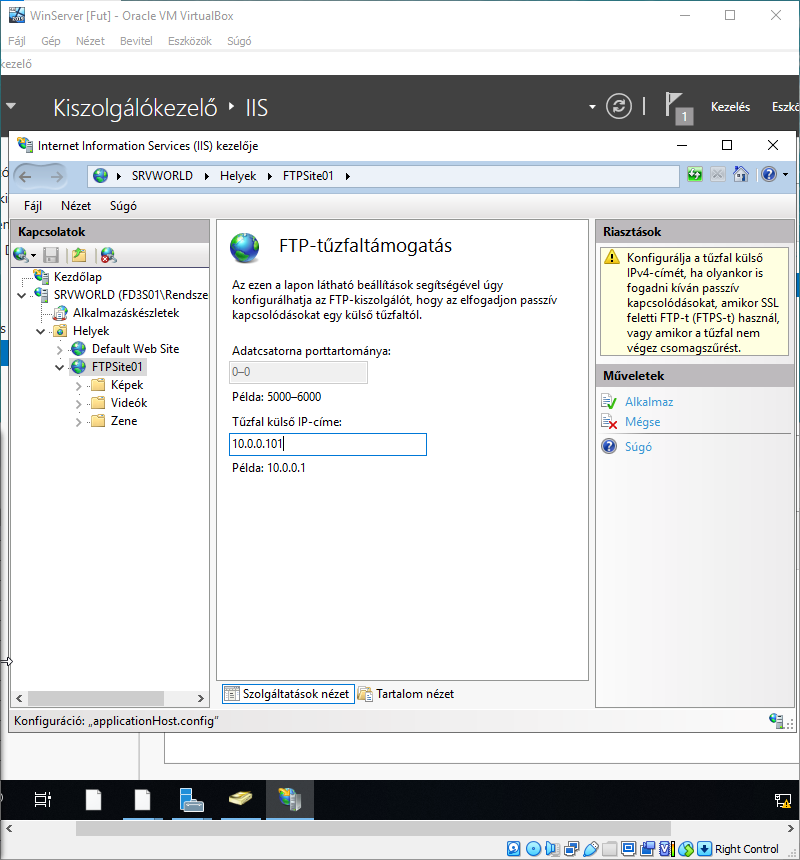 WinServer [Fut] - Oracle VM VirtualBox
Fájl Gép Nézet Bevitel Eszközök Súgó
kezelő
Kiszolgálókezelő IIS
1
Kezelés
Internet Information Services (IIS) kezelője
SRVWORLD Helyek FTPSite01
Fájl Nézet Súgó
Kapcsolatok
Kezdőlap
SRVWORLD (FD3S01\Rendsze
Alkalmazáskészletek
Helyek
Default Web Site
FTPSite01
Képek
Videók
Zene
FTP-tűzfaltámogatás
Az ezen a lapon látható beállítások segítségével úgy
konfigurálhatja az FTP-kiszolgálót, hogy az elfogadjon passzív
kapcsolódásokat egy külső tűzfaltól.
Adatcsatorna porttartománya:
0–0
Példa: 5000–6000
Tűzfal külső IP-címe:
10.0.0.101
Példa: 10.0.0.1
Szolgáltatások nézet Tartalom nézet
Riasztások
Konfigurálja a tűzfal külső
IPv4-címét, ha olyankor is
fogadni kíván passzív
kapcsolódásokat, amikor SSL
feletti FTP-t (FTPS-t) használ,
vagy amikor a tűzfal nem
végez csomagszűrést.
Műveletek
Alkalmaz
Mégse
Súgó
Konfiguráció: „applicationHost.config”
Right Control